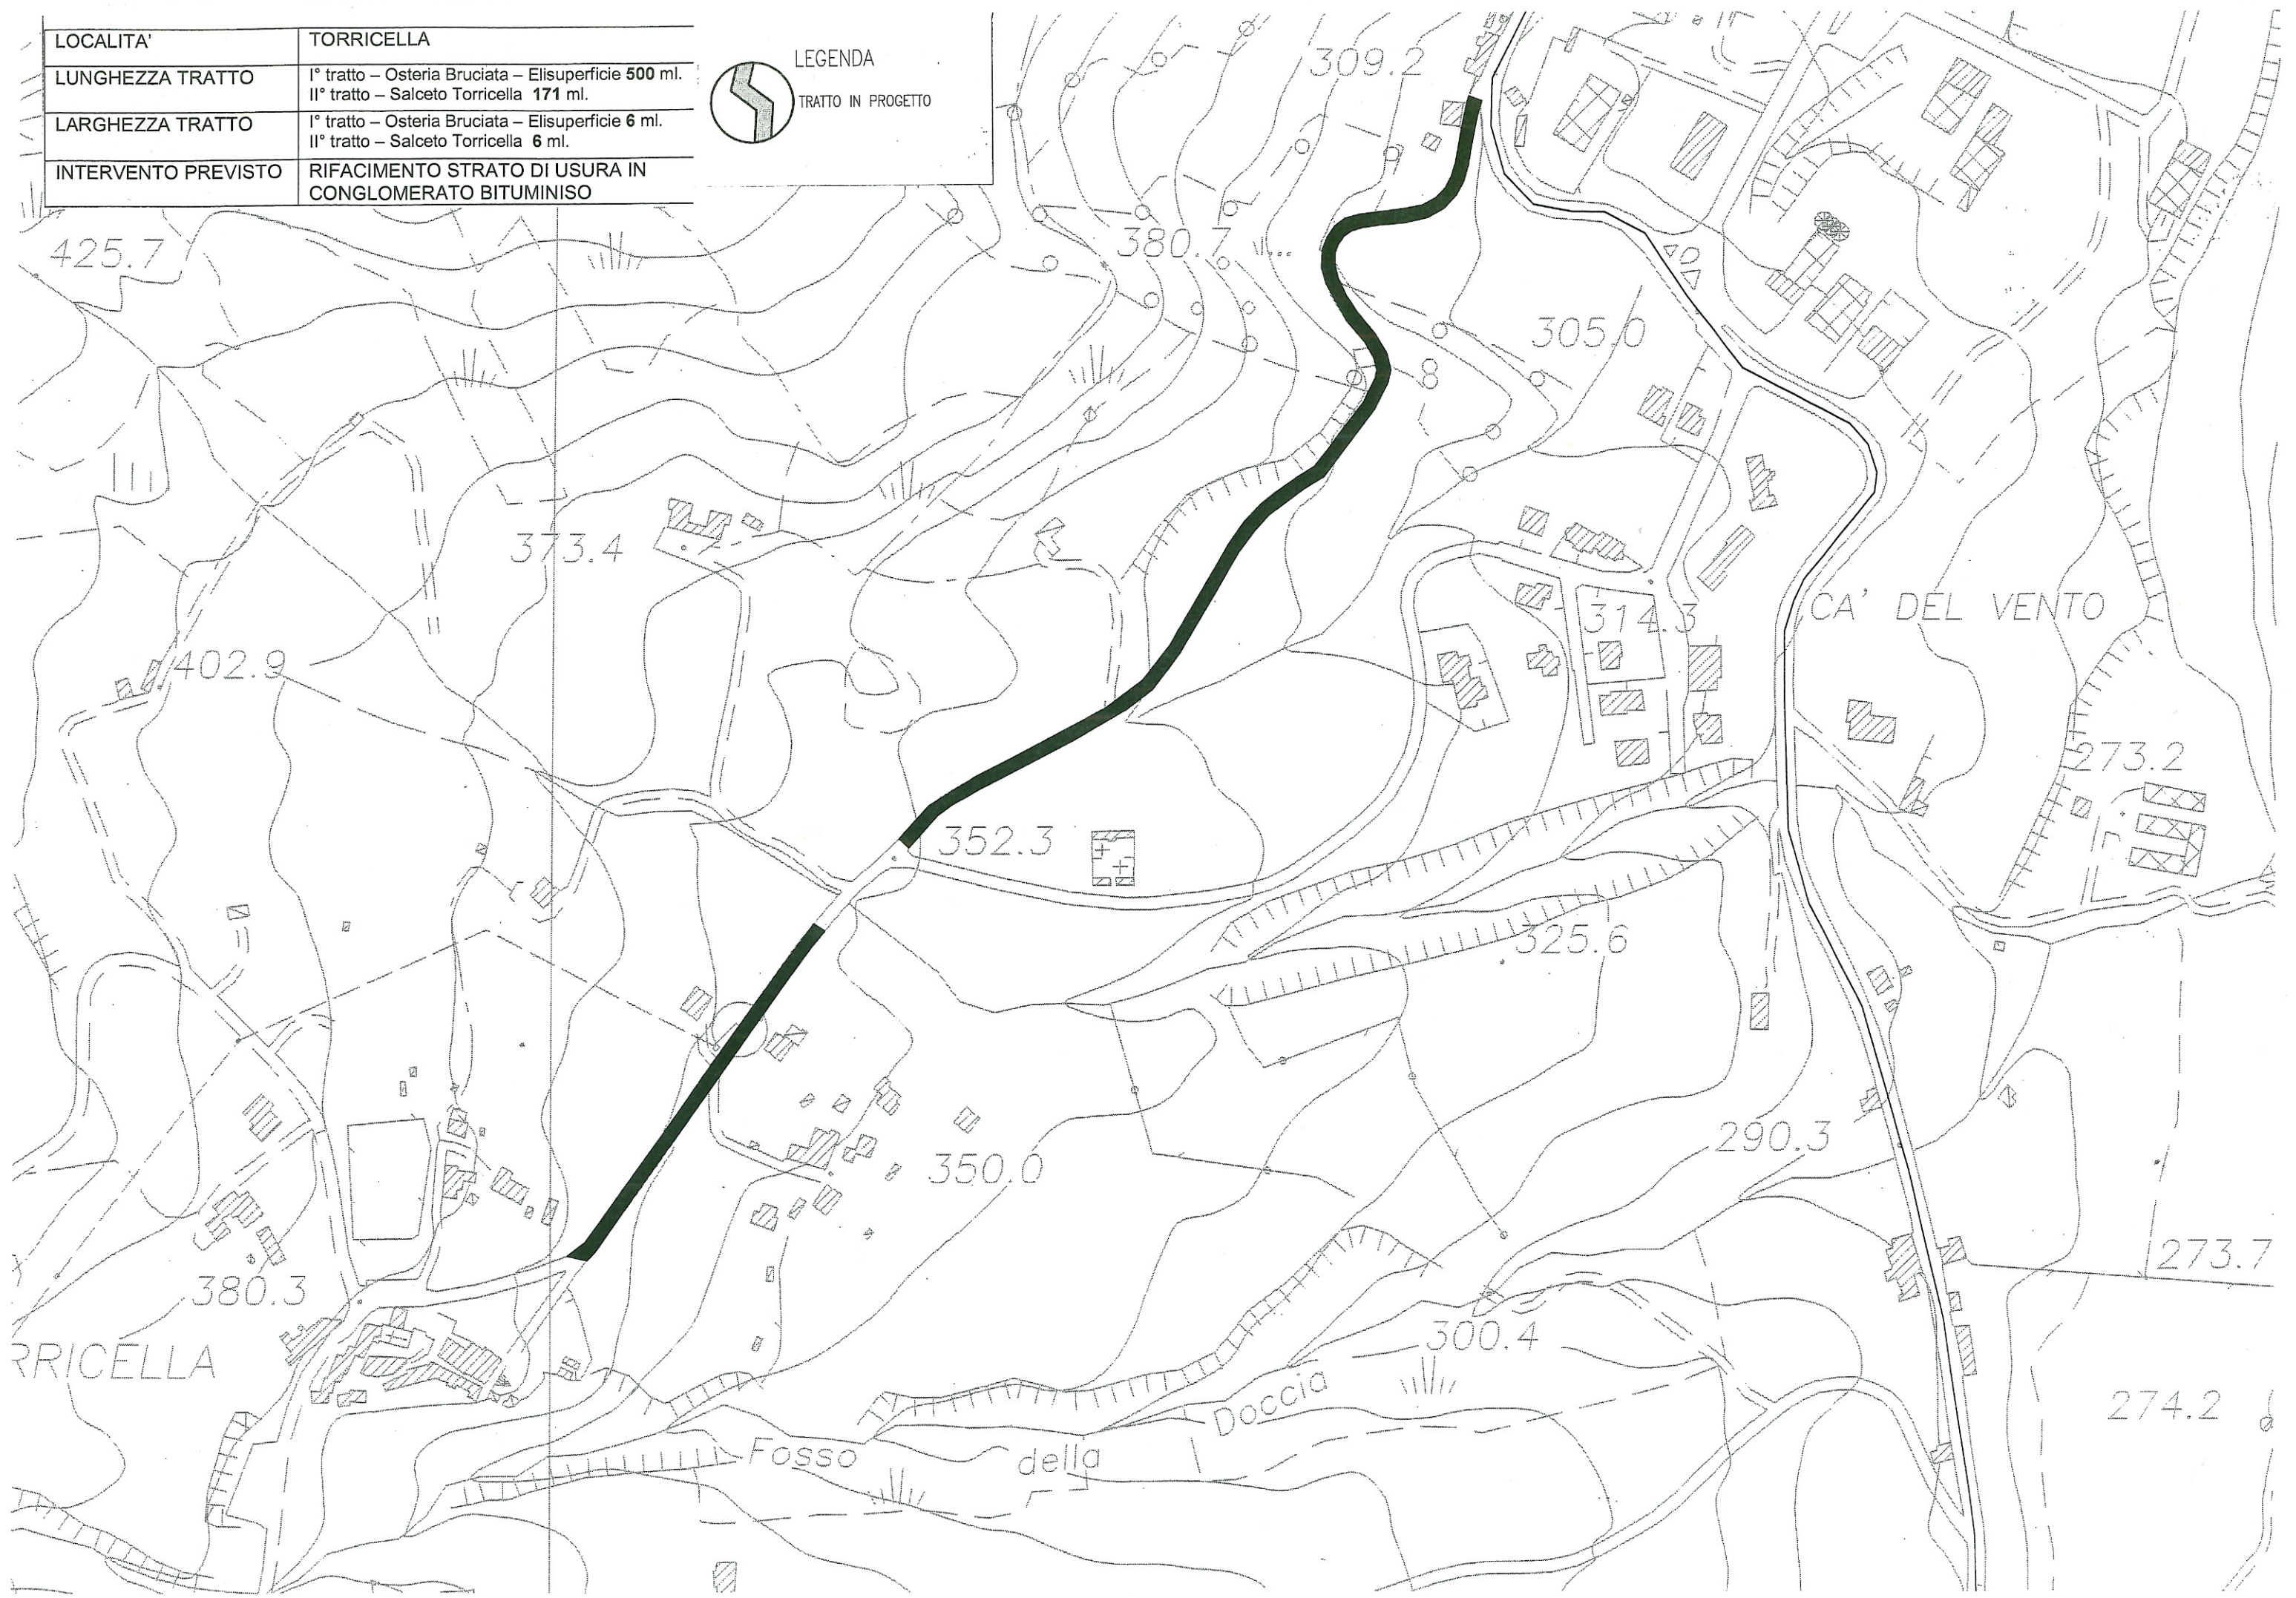 LOCALITA' TORRICELLA
LUNGHEZZA TRATTO I° tratto – Osteria Bruciata – Elisuperficie 500 ml.
II° tratto – Salceto Torricella 171 ml.
LARGHEZZA TRATTO I° tratto – Osteria Bruciata – Elisuperficie 6 ml.
II° tratto – Salceto Torricella 6 ml.
INTERVENTO PREVISTO RIFACIMENTO STRATO DI USURA IN
CONGLOMERATO BITUMINISO
LEGENDA
TRATTO IN PROGETTO
309.2
425.7
380.7
305.0
373.4
314.3
CA' DEL VENTO
402.9
273.2
352.3
325.6
290.3
350.0
273.7
380.3
300.4
RRICELLA
274.2
Fosso della Doccia